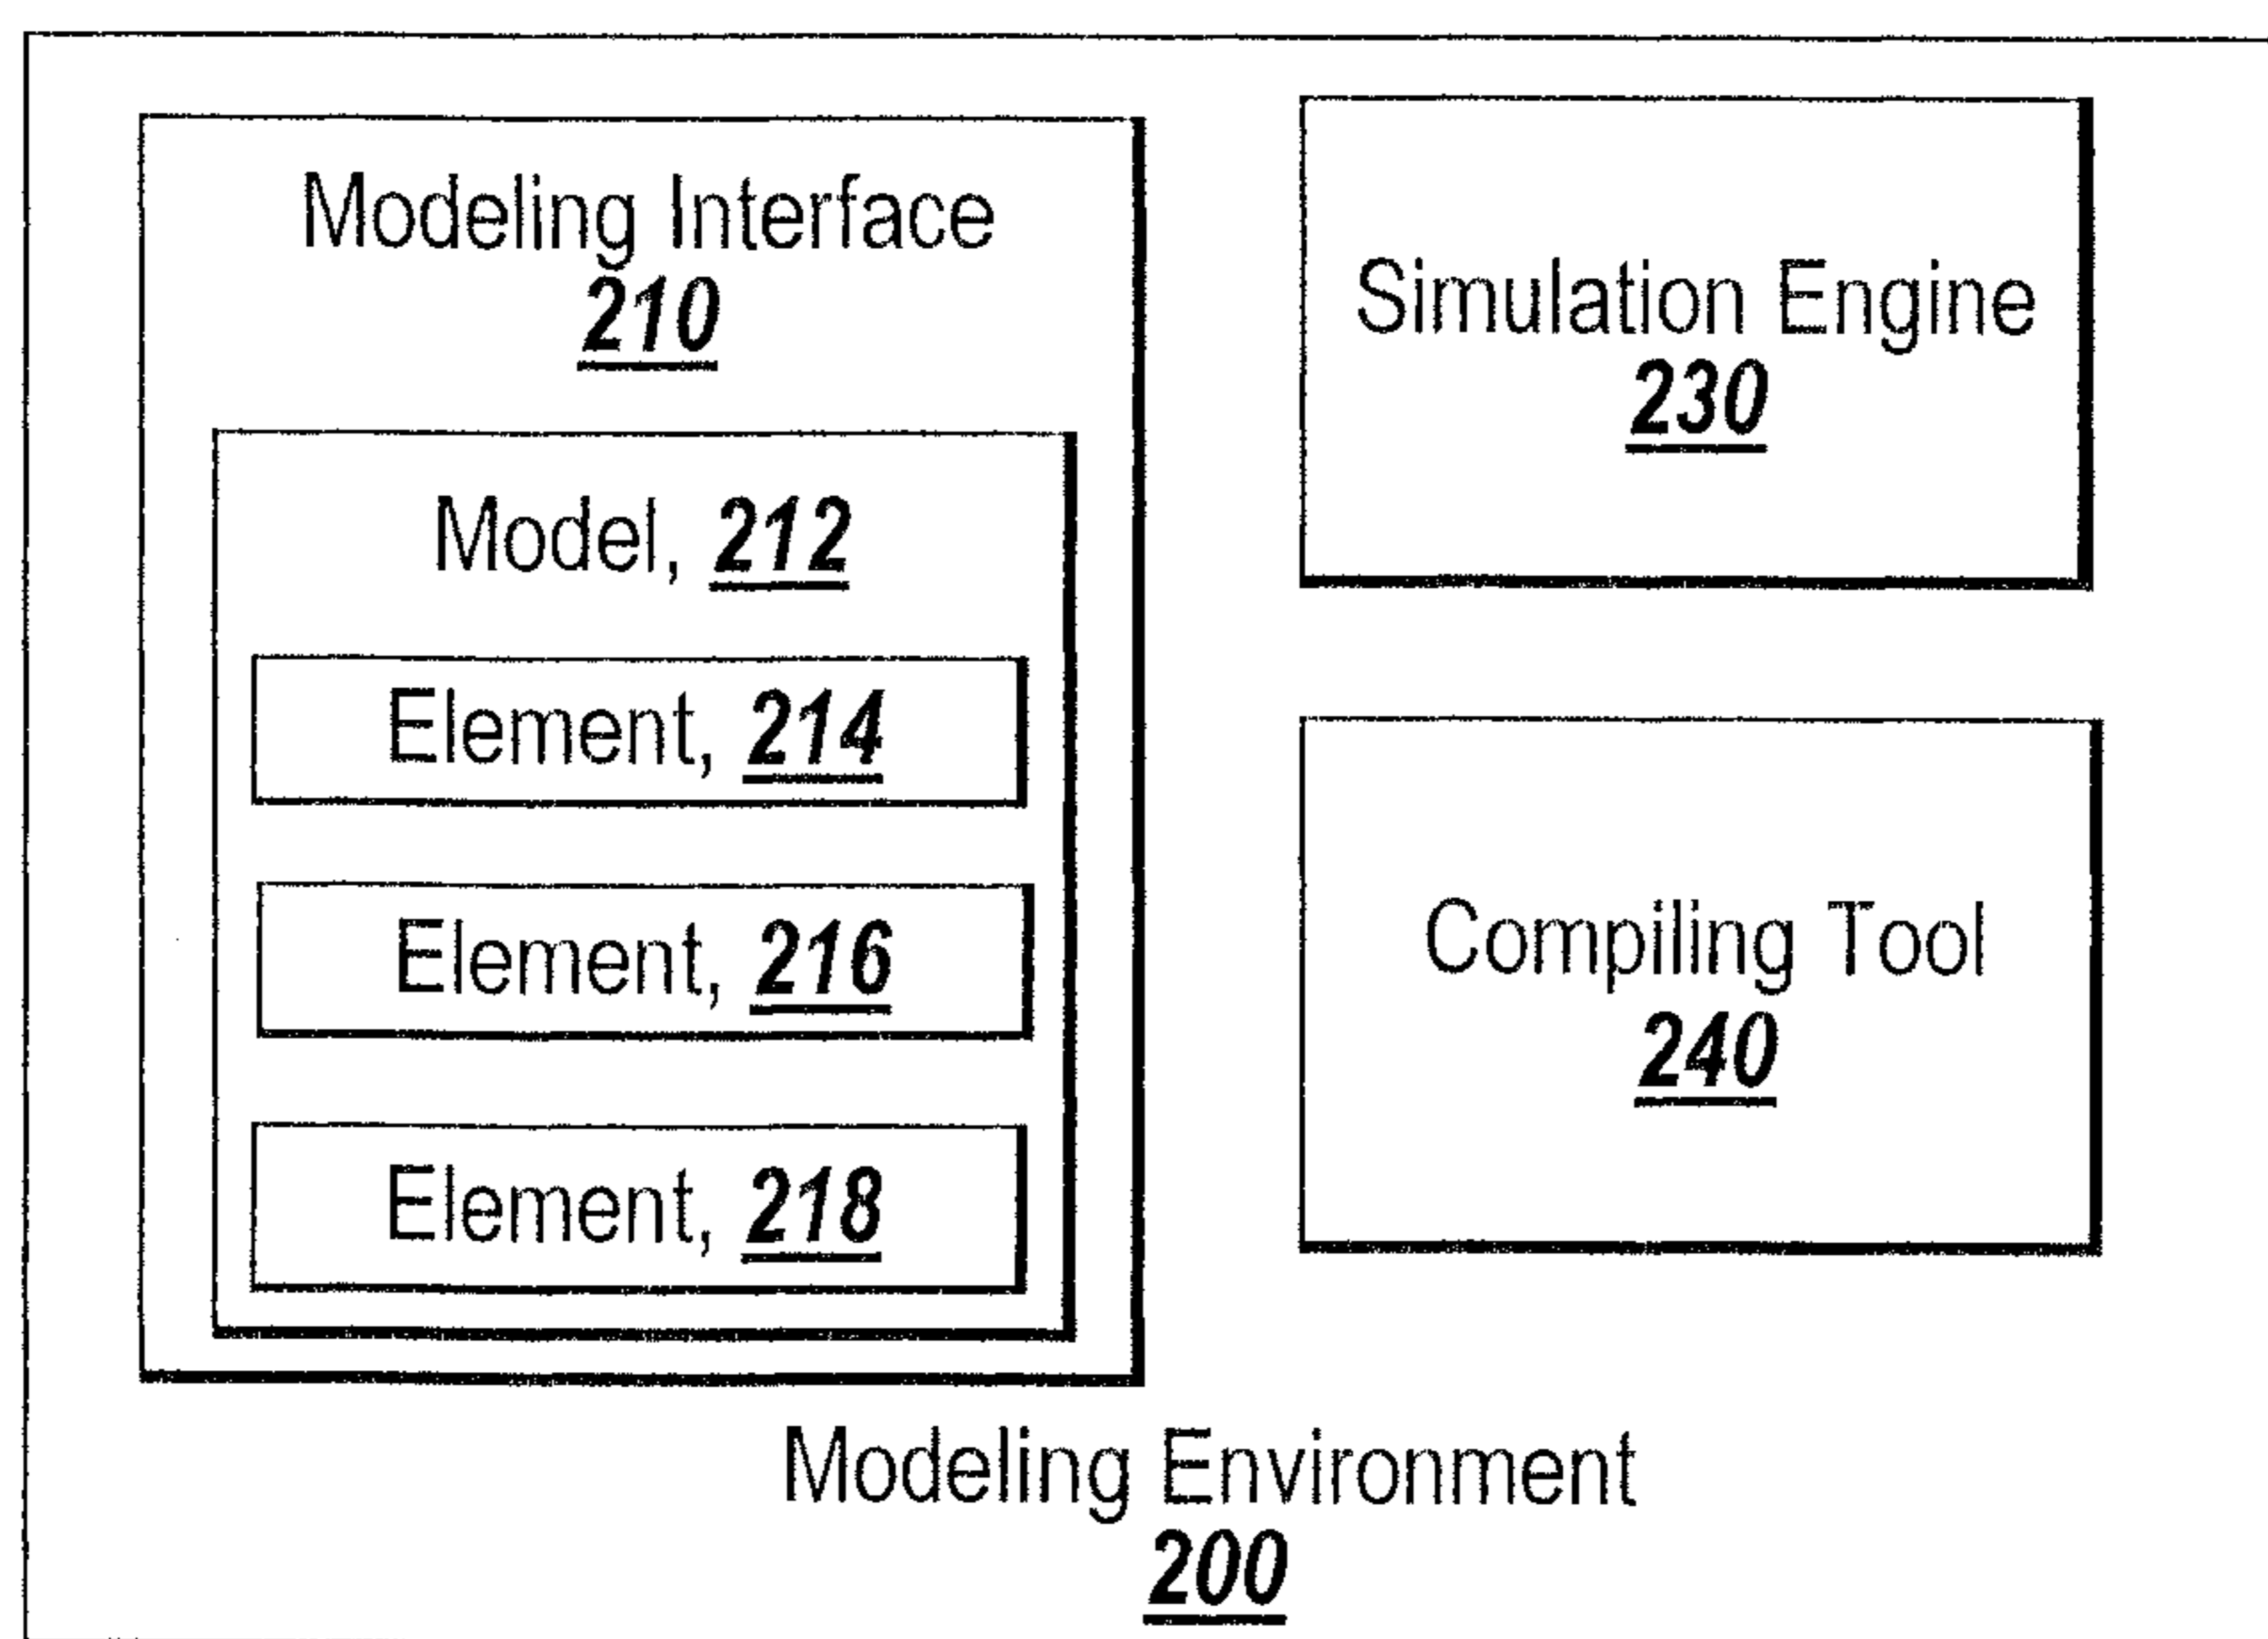 Modeling Interface
210
Model, 212
Element, 214
Element, 216
Element, 218
Simulation Engine
230
Compiling Tool
240
Modeling Environment
200